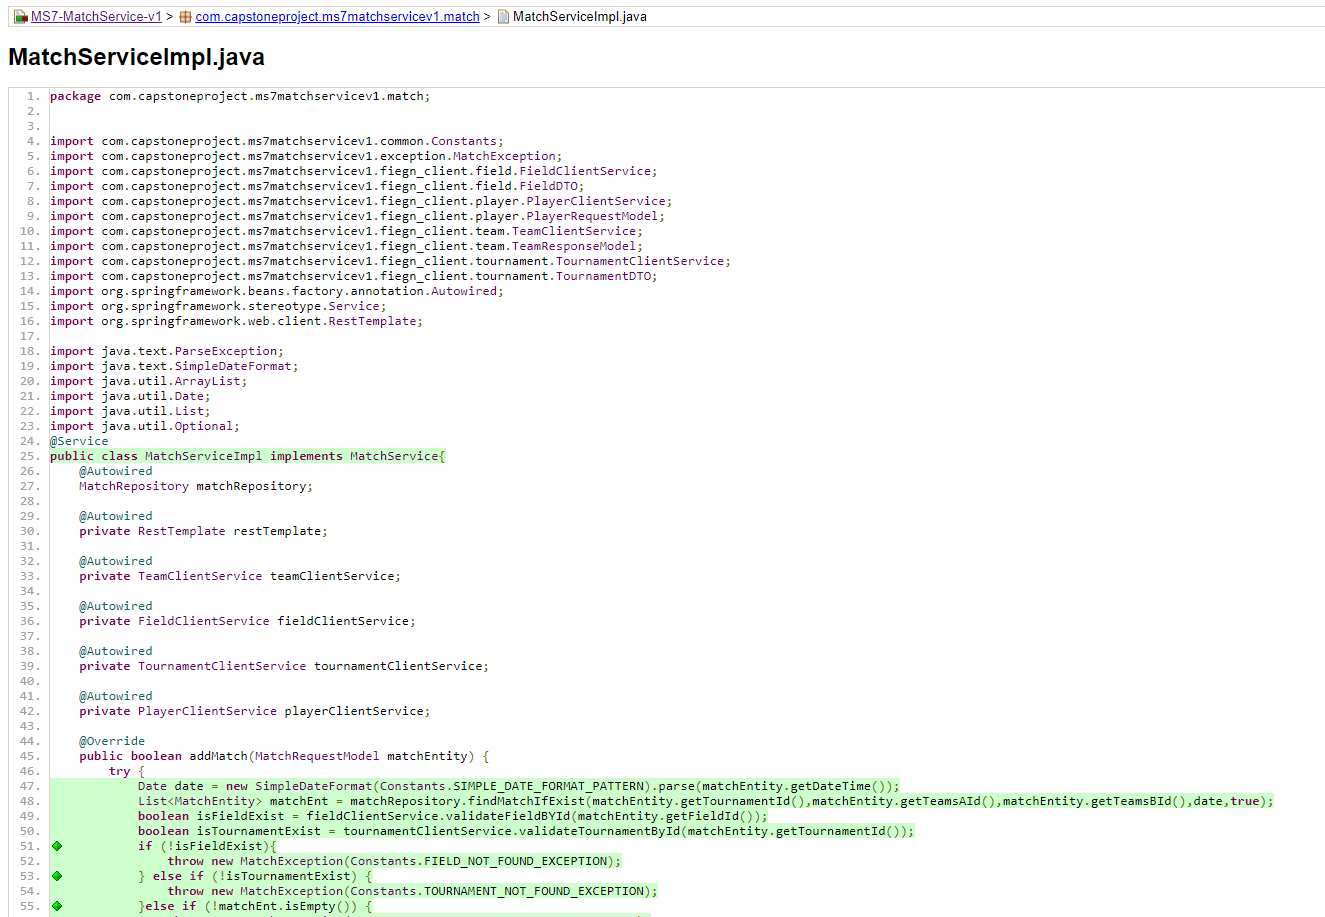 MS7-MatchService-v1 > com.capstoneproject.ms7matchservicev1.match > MatchServiceImpl.java
MatchServiceImpl.java
1. package com.capstoneproject.ms7matchservicev1.match;
2.
3.
4. import com.capstoneproject.ms7matchservicev1.common.Constants;
5. import com.capstoneproject.ms7matchservicev1.exception.MatchException;
6. import com.capstoneproject.ms7matchservicev1.fiegn_client.field.FieldClientService;
7. import com.capstoneproject.ms7matchservicev1.fiegn_client.field.FieldDTO;
8. import com.capstoneproject.ms7matchservicev1.fiegn_client.player.PlayerClientService;
9. import com.capstoneproject.ms7matchservicev1.fiegn_client.player.PlayerRequestModel;
10. import com.capstoneproject.ms7matchservicev1.fiegn_client.team.TeamClientService;
11. import com.capstoneproject.ms7matchservicev1.fiegn_client.team.TeamResponseModel;
12. import com.capstoneproject.ms7matchservicev1.fiegn_client.tournament.TournamentClientService;
13. import com.capstoneproject.ms7matchservicev1.fiegn_client.tournament.TournamentDTO;
14. import org.springframework.beans.factory.annotation.Autowired;
15. import org.springframework.stereotype.Service;
16. import org.springframework.web.client.RestTemplate;
17.
18. import java.text.ParseException;
19. import java.text.SimpleDateFormat;
20. import java.util.ArrayList;
21. import java.util.Date;
22. import java.util.List;
23. import java.util.Optional;
24. @Service
25. public class MatchServiceImpl implements MatchService{
26. @Autowired
27. MatchRepository matchRepository;
28.
29. @Autowired
30. private RestTemplate restTemplate;
31.
32. @Autowired
33. private TeamClientService teamClientService;
34.
35. @Autowired
36. private FieldClientService fieldClientService;
37.
38. @Autowired
39. private TournamentClientService tournamentClientService;
40.
41. @Autowired
42. private PlayerClientService playerClientService;
43.
44. @Override
45. public boolean addMatch(MatchRequestModel matchEntity) {
46. try {
47. Date date = new SimpleDateFormat(Constants.SIMPLE_DATE_FORMAT_PATTERN).parse(matchEntity.getDateTime());
48. List<MatchEntity> matchEnt = matchRepository.findMatchIfExist(matchEntity.getTournamentId(),matchEntity.getTeamsAId(),matchEntity.getTeamsBId(),date,true);
49. boolean isFieldExist = fieldClientService.validateFieldBYId(matchEntity.getFieldId());
50. boolean isTournamentExist = tournamentClientService.validateTournamentById(matchEntity.getTournamentId());
51. if (!isFieldExist){
52. throw new MatchException(Constants.FIELD_NOT_FOUND_EXCEPTION);
53. } else if (!isTournamentExist) {
54. throw new MatchException(Constants.TOURNAMENT_NOT_FOUND_EXCEPTION);
55. }else if (!matchEnt.isEmpty()) {